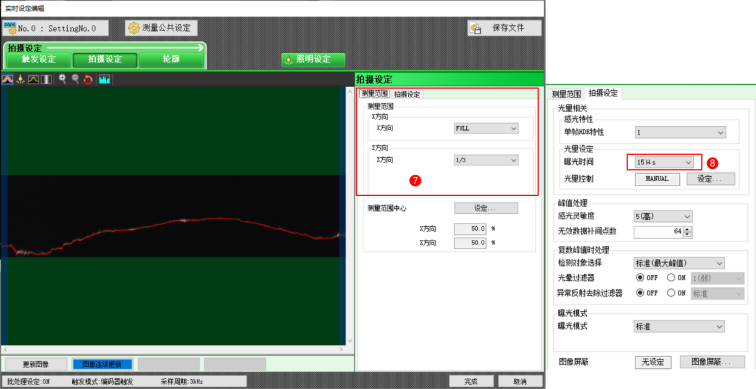 实时设定编辑
No.0 : SettingNo.0
测量公共设定
保存文件
拍摄设定
触发设定
拍摄设定
轮廓
照明设定
拍摄设定
测量范围
拍摄设定
测量范围
X方向
X方向
FULL
Z方向
Z方向
1/3
7
测量范围中心
设定...
X方向
50.0 %
Z方向
50.0 %
更新图像
图像连续更新
批处理设定:ON
触发模式:编码器触发
采样周期:3kHz
完成
取消
测量范围
拍摄设定
光量相关
感光特性
单帧HDR特性
1
光量设定
曝光时间
15μs
8
光量控制
MANUAL
设定...
峰值处理
感光灵敏度
5(高)
无效数据补间点数
64
复数峰值时处理
检测对象选择
标准(最大峰值)
光晕过滤器
OFF
ON
1(弱)
异常反射去除过滤器
OFF
ON
标准
曝光模式
曝光模式
标准
图像屏蔽
无设定
图像屏蔽...